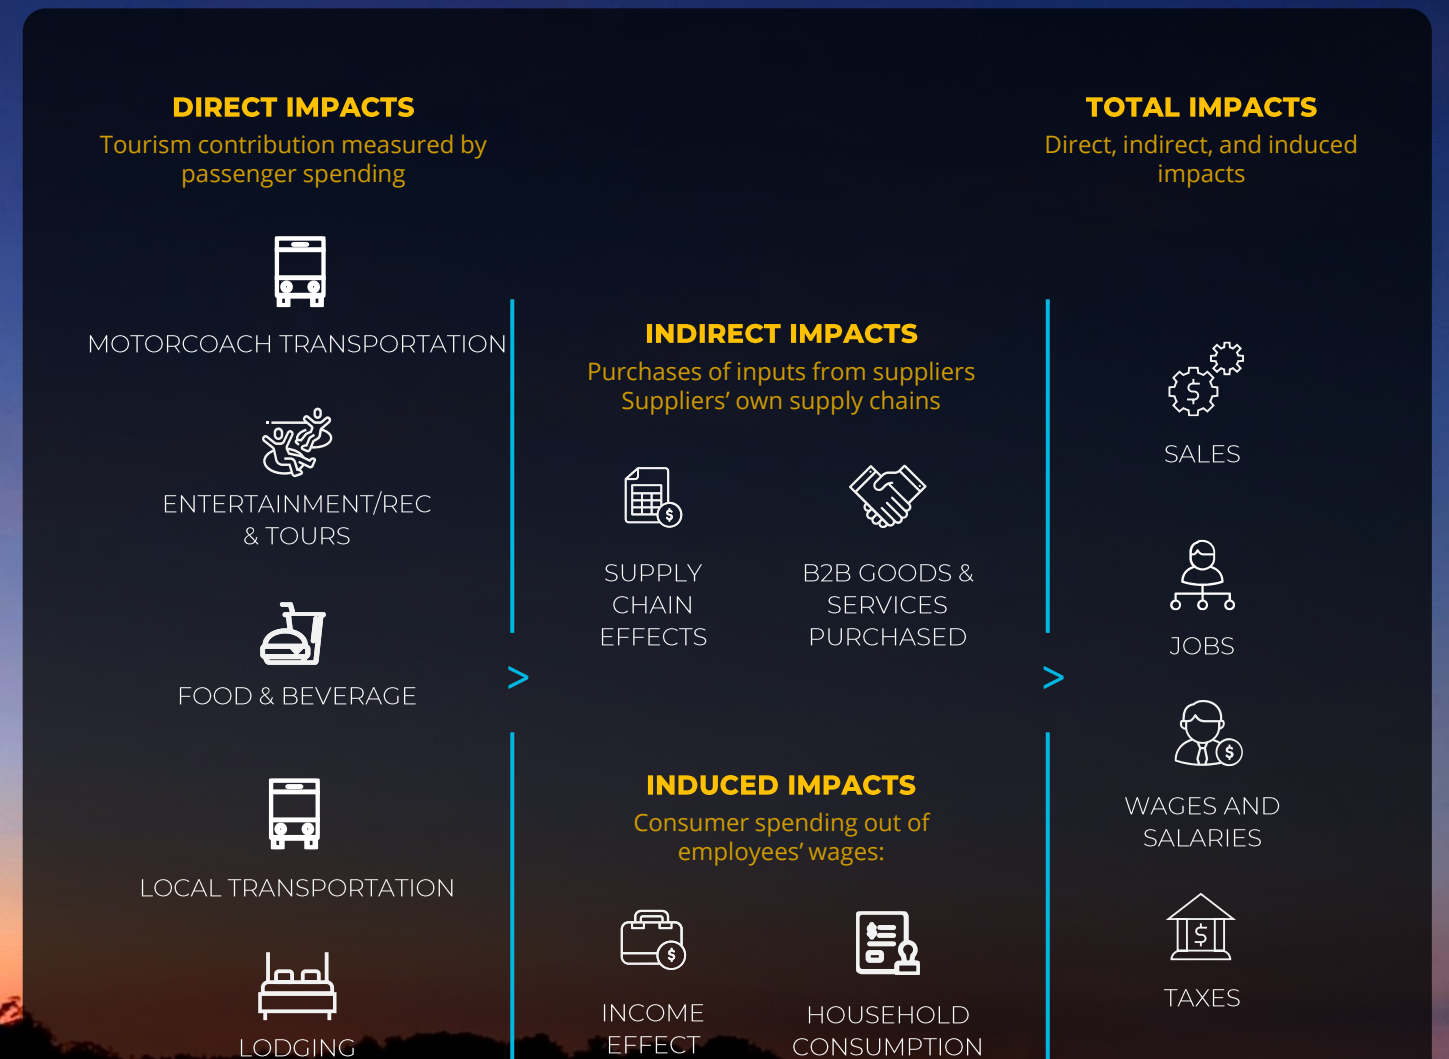 DIRECT IMPACTS
Tourism contribution measured by
passenger spending
MOTORCOACH TRANSPORTATION
ENTERTAINMENT/REC
& TOURS
FOOD & BEVERAGE
LOCAL TRANSPORTATION
LODGING
>
INDIRECT IMPACTS
Purchases of inputs from suppliers
Suppliers’ own supply chains
$
SUPPLY
CHAIN
EFFECTS
B2B GOODS &
SERVICES
PURCHASED
INDUCED IMPACTS
Consumer spending out of
employees’ wages:
$
INCOME
EFFECT
$
HOUSEHOLD
CONSUMPTION
>
TOTAL IMPACTS
Direct, indirect, and induced
impacts
$
SALES
JOBS
$
WAGES AND
SALARIES
$
TAXES